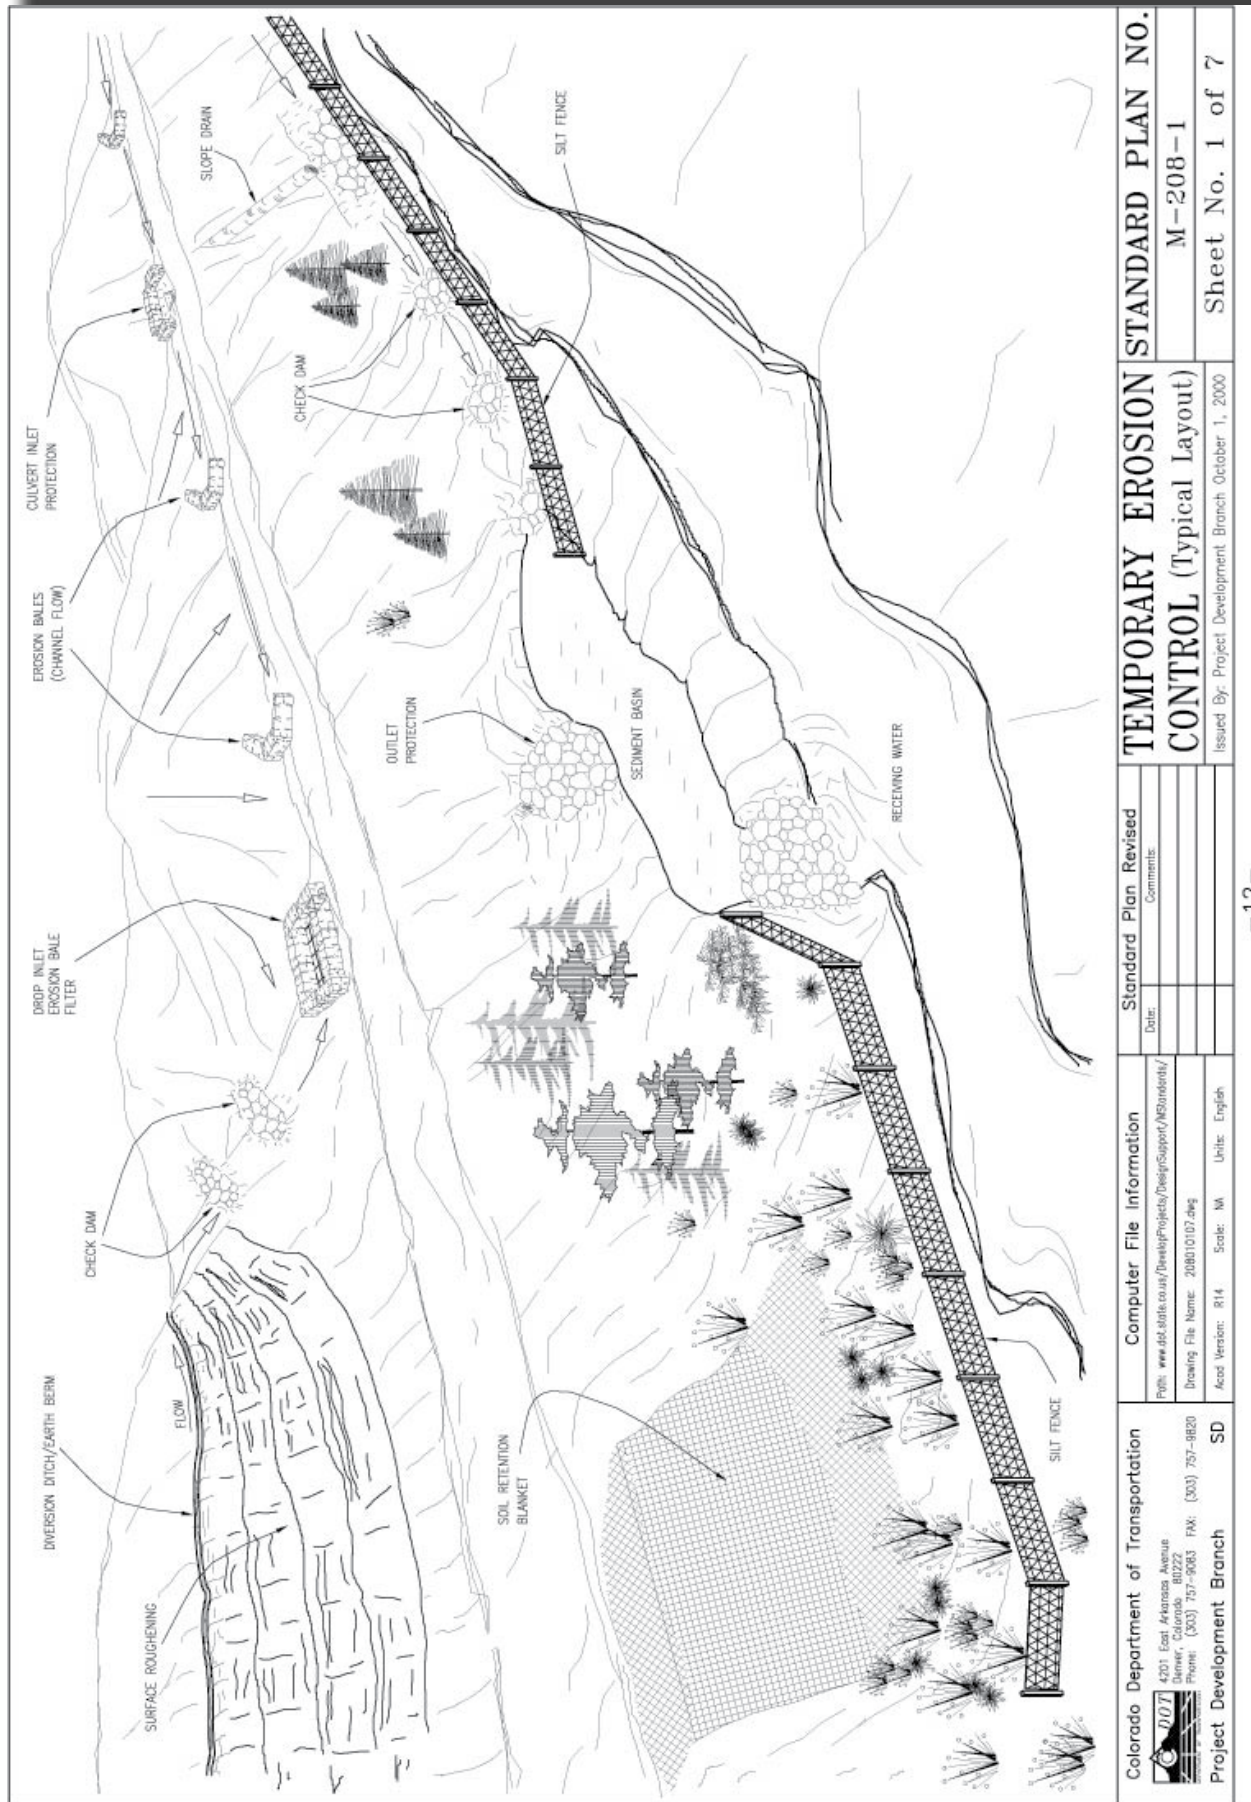 DIVERSION DITCH/EARTH BERM
CHECK DAM
DROP INLET
EROSION BALE
FILTER
EROSION BALES
(CHANNEL FLOW)
CULVERT INLET
PROTECTION
SURFACE ROUGHENING
FLOW
SLOPE DRAIN
CHECK DAM
OUTLET
PROTECTION
SOIL RETENTION
BLANKET
SILT FENCE
SEDIMENT BASIN
RECEIVING WATER
SILT FENCE
Colorado Department of Transportation
DOT
4201 East Arkansas Avenue
Denver, Colorado 80222
Phone: (303) 757-9083 FAX: (303) 757-9820
Project Development Branch SD
Computer File Information
Path: www.dot.state.co.us/DevelopProjects/DesignSupport/MStandards/
Drawing File Name: 208010107.dwg
Acad Version: R14 Scale: NA Units: English
Standard Plan Revised
Date: Comments:
TEMPORARY EROSION
CONTROL (Typical Layout)
Issued By: Project Development Branch October 1, 2000
STANDARD PLAN NO.
M-208-1
Sheet No. 1 of 7